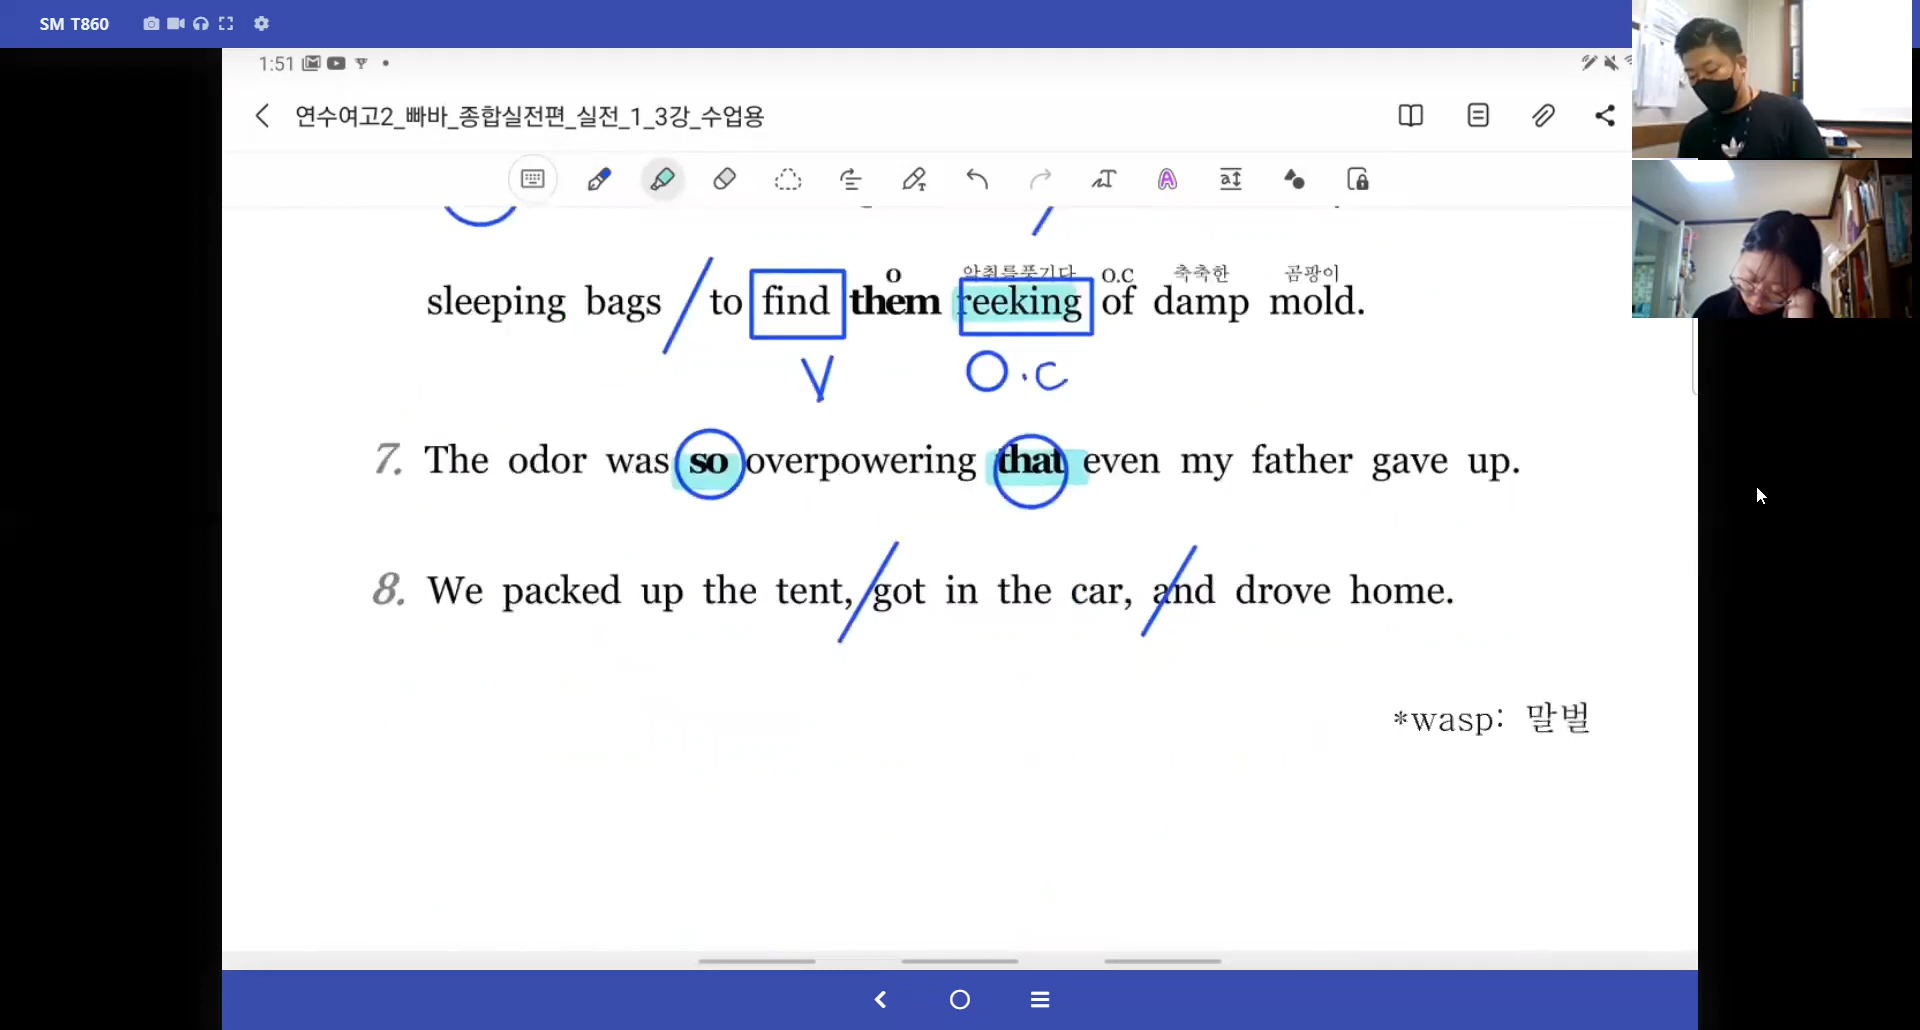 SM T860
1:51
연수여고2_빠바_종합실전편_실전_1_3강_수업용
o 악취를풍기다 o.c 축축한 곰팡이
sleeping bags / to find them reeking of damp mold.
V O.C
7. The odor was so overpowering that even my father gave up.
8. We packed up the tent, / got in the car, / and drove home.
*wasp: 말벌